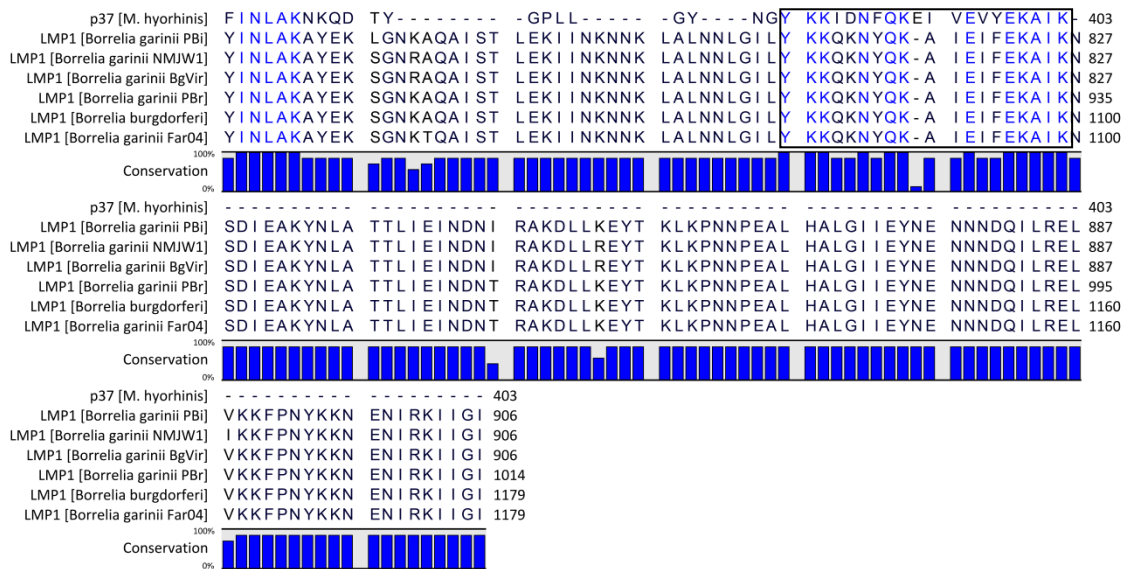 p37 [M. hyorhinis] FINLAKNKQD TY-------- -GPLL----- -GY----NGY KKIDNFQKEI VEVYEKAIK- 403
LMP1 [Borrelia garinii PBi] YINLAKAYEK LGNKAQAIST LEKIINKNNK LALNNLGILY KKQKNYQK-A IEIFEKAIKN 827
LMP1 [Borrelia garinii NMJW1] YINLAKAYEK SGNRAQAIST LEKIINKNNK LALNNLGILY KKQKNYQK-A IEIFEKAIKN 827
LMP1 [Borrelia garinii BgVir] YINLAKAYEK SGNKAQAIST LEKIINKNNK LALNNLGILY KKQKNYQK-A IEIFEKAIKN 827
LMP1 [Borrelia garinii PBr] YINLAKAYEK SGNKAQAIST LEKIINKNNK LALNNLGILY KKQKNYQK-A IEIFEKAIKN 935
LMP1 [Borrelia burgdorferi] YINLAKAYEK SGNKAQAIST LEKIINKNNK LALNNLGILY KKQKNYQK-A IEIFEKAIKN 1100
LMP1 [Borrelia garinii Far04] YINLAKAYEK SGNKTQAIST LEKIINKNNK LALNNLGILY KKQKNYQK-A IEIFEKAIKN 1100
100%
Conservation
0%
p37 [M. hyorhinis] ---------- ---------- ---------- ---------- ---------- ---------- 403
LMP1 [Borrelia garinii PBi] SDIEAKYNLA TTLIEINDNI RAKDLLKEYT KLKPNNPEAL HALGIIEYNE NNNDQILREL 887
LMP1 [Borrelia garinii NMJW1] SDIEAKYNLA TTLIEINDNI RAKDLLKEYT KLKPNNPEAL HALGIIEYNE NNNDQILREL 887
LMP1 [Borrelia garinii BgVir] SDIEAKYNLA TTLIEINDNI RAKDLLREYT KLKPNNPEAL HALGIIEYNE NNNDQILREL 887
LMP1 [Borrelia garinii PBr] SDIEAKYNLA TTLIEINDNT RAKDLLKEYT KLKPNNPEAL HALGIIEYNE NNNDQILREL 995
LMP1 [Borrelia burgdorferi] SDIEAKYNLA TTLIEINDNT RAKDLLKEYT KLKPNNPEAL HALGIIEYNE NNNDQILREL 1160
LMP1 [Borrelia garinii Far04] SDIEAKYNLA TTLIEINDNT RAKDLLKEYT KLKPNNPEAL HALGIIEYNE NNNDQILREL 1160
100%
Conservation
0%
p37 [M. hyorhinis] ---------- ---------- 403
LMP1 [Borrelia garinii PBi] VKKFPNYKKN ENIRKIIGI 906
LMP1 [Borrelia garinii NMJW1] IKKFPNYKKN ENIRKIIGI 906
LMP1 [Borrelia garinii BgVir] VKKFPNYKKN ENIRKIIGI 906
LMP1 [Borrelia garinii PBr] VKKFPNYKKN ENIRKIIGI 1014
LMP1 [Borrelia burgdorferi] VKKFPNYKKN ENIRKIIGI 1179
LMP1 [Borrelia garinii Far04] VKKFPNYKKN ENIRKIIGI 1179
100%
Conservation
0%